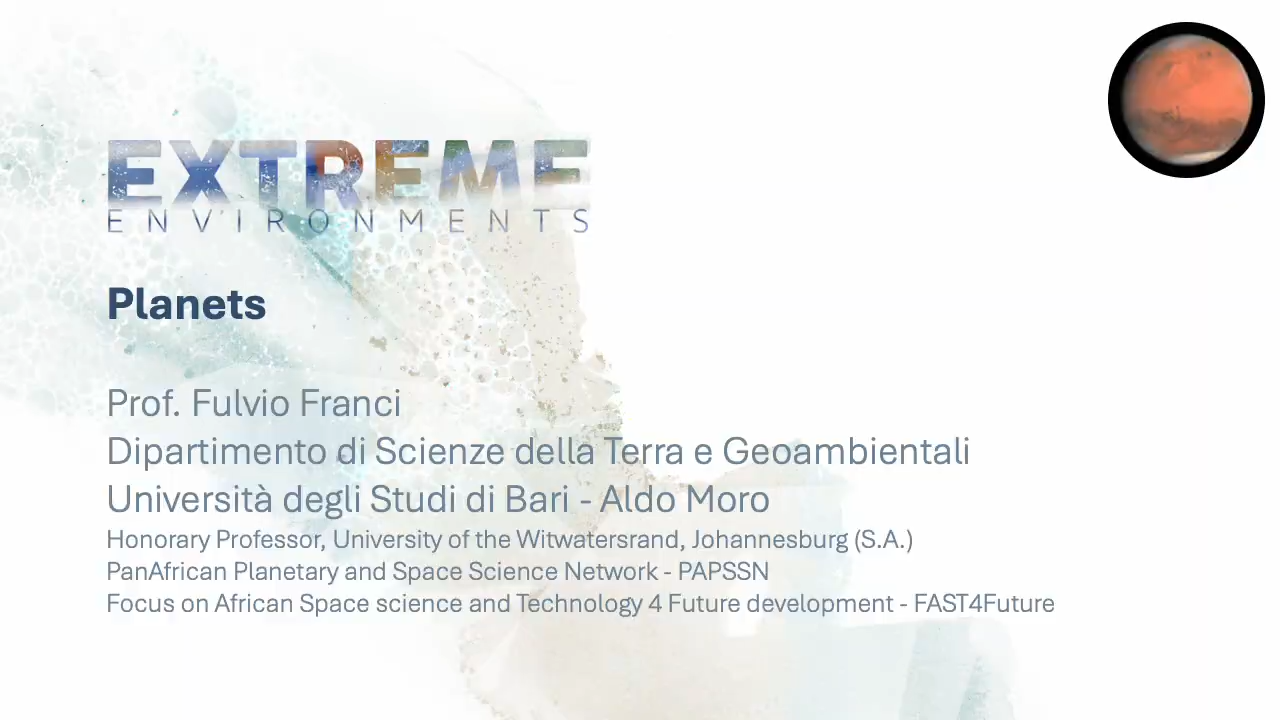 EXTREME
ENVIRONMENTS
Planets
Prof. Fulvio Franci
Dipartimento di Scienze della Terra e Geoambientali
Università degli Studi di Bari - Aldo Moro
Honorary Professor, University of the Witwatersrand, Johannesburg (S.A.)
PanAfrican Planetary and Space Science Network - PAPSSN
Focus on African Space science and Technology 4 Future development - FAST4Future